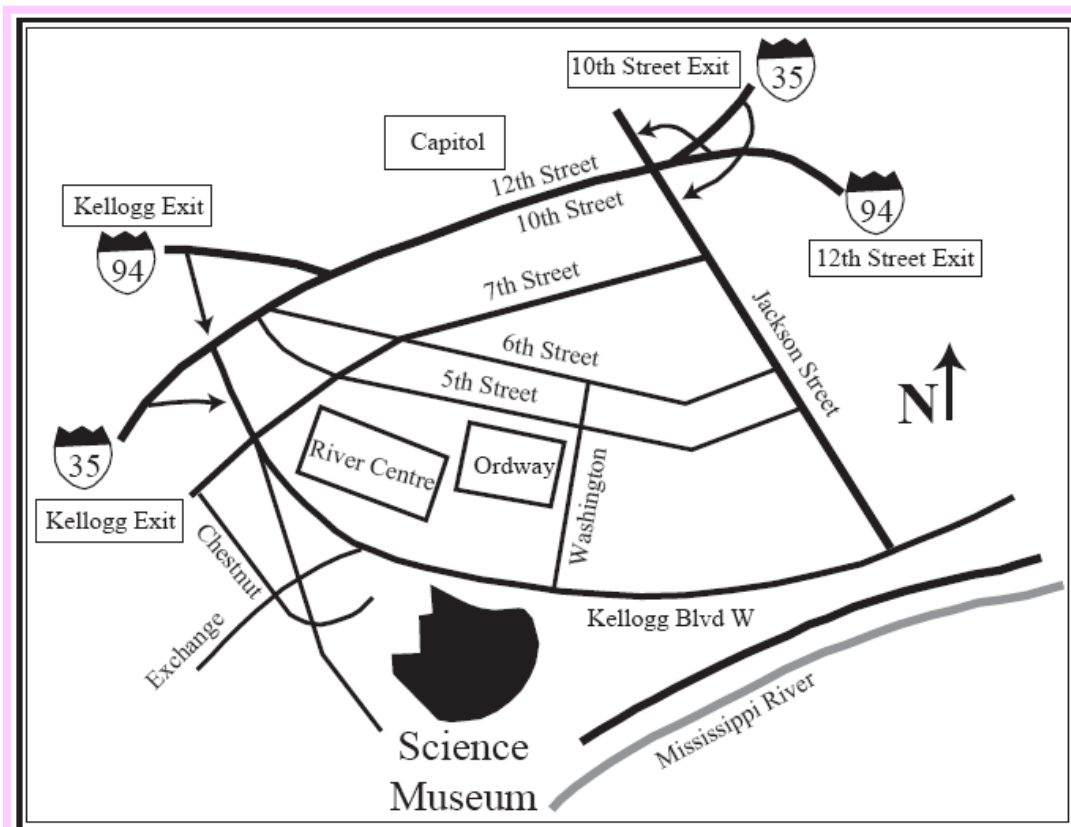 10th Street Exit
35
Capitol
12th Street
10th Street
Kellogg Exit
94
94
12th Street Exit
7th Street
6th Street
5th Street
Jackson Street
N
35
Kellogg Exit
River Centre
Ordway
Washington
Chestnut
Exchange
Kellogg Blvd W
Mississippi River
Science
Museum